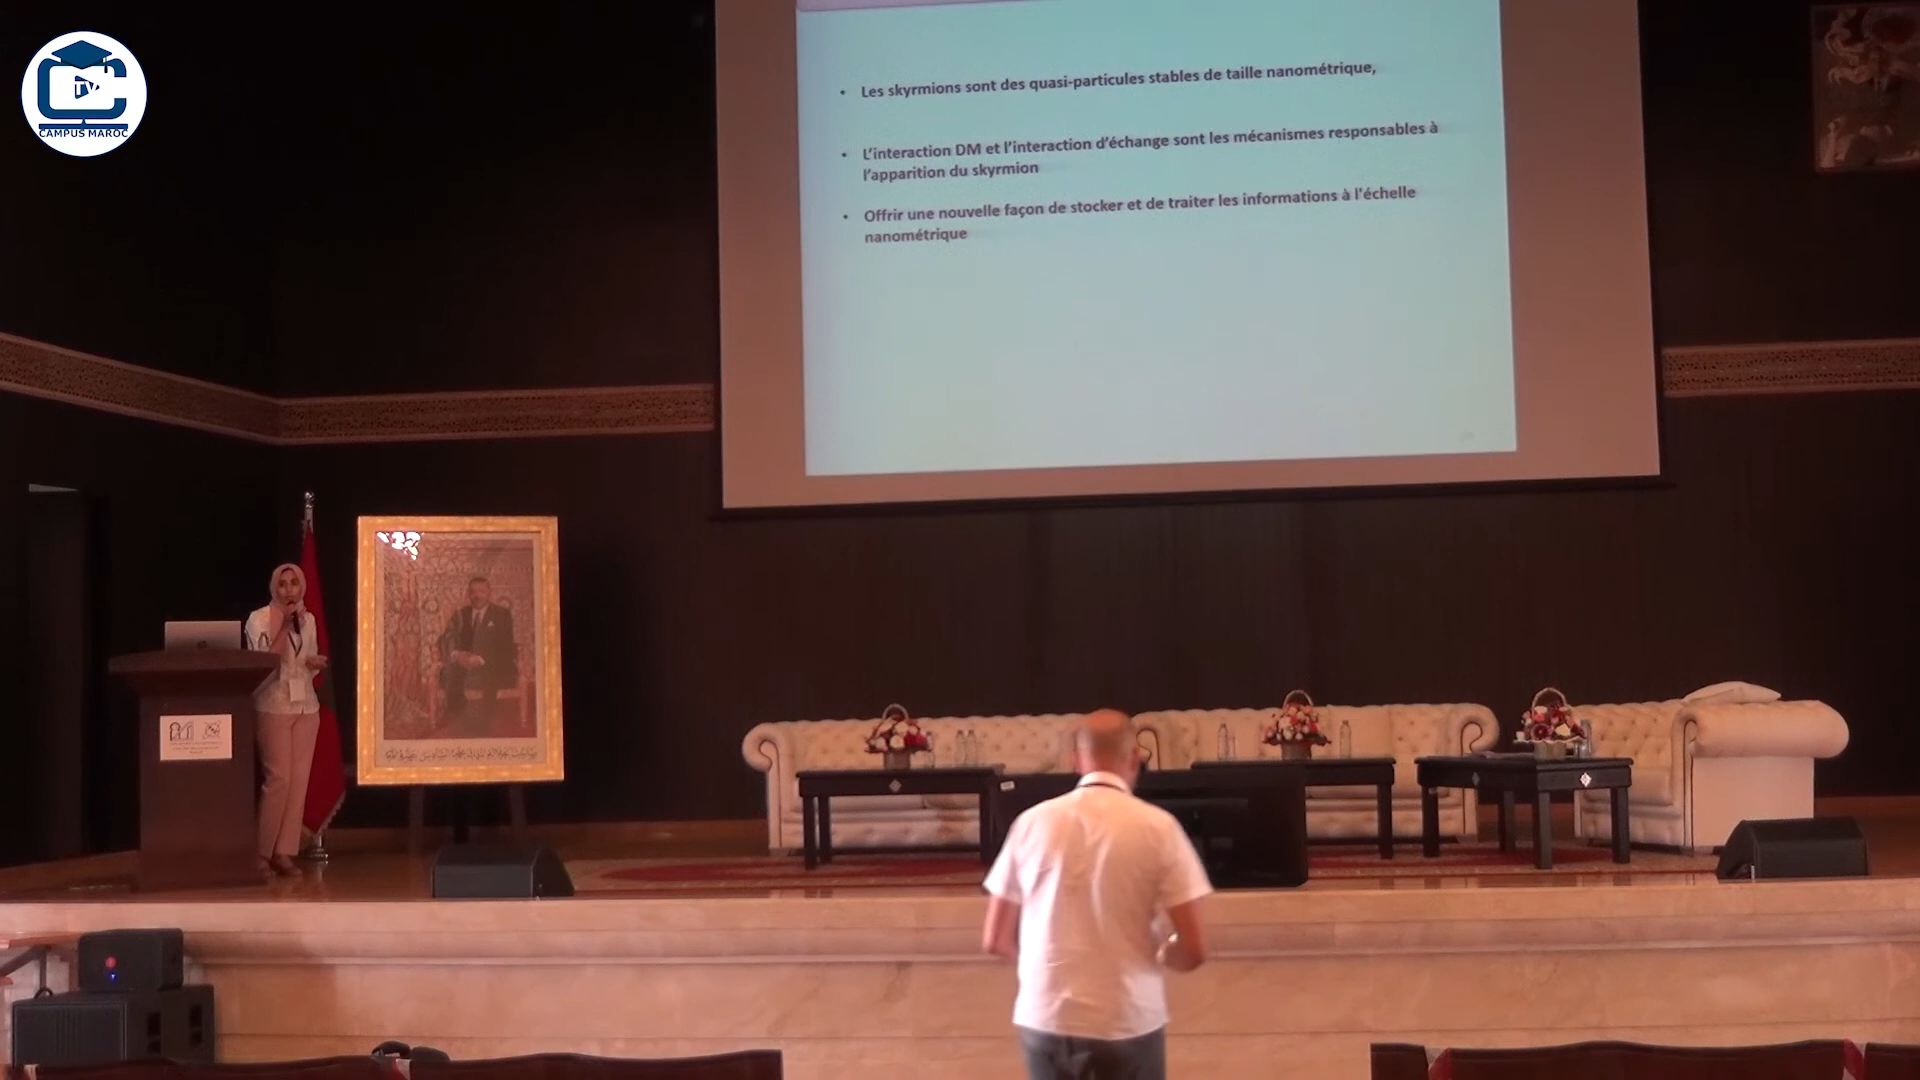 TV
CAMPUS MAROC
• Les skyrmions sont des quasi-particules stables de taille nanométrique,
• L'interaction DM et l'interaction d'échange sont les mécanismes responsables à
l'apparition du skyrmion
• Offrir une nouvelle façon de stocker et de traiter les informations à l'échelle
nanométrique